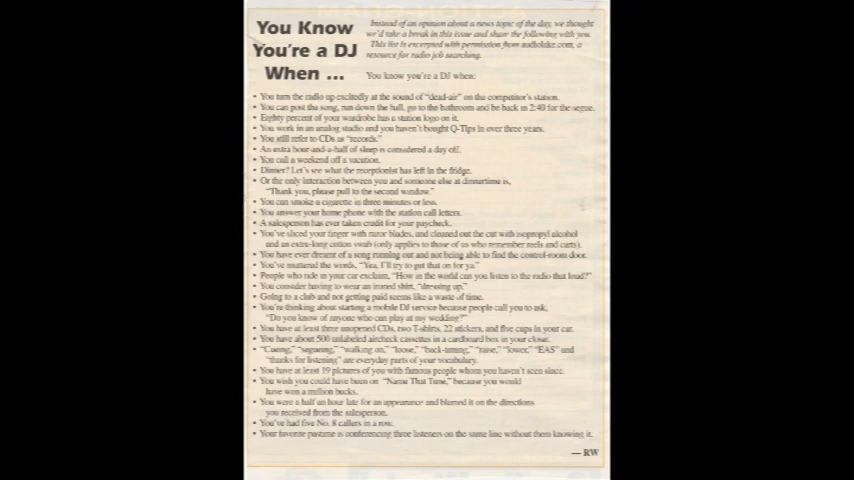 You Know
You're a DJ
When ...
Instead of an opinion about a news topic of the day, we thought
we'd take a break in this issue and share the following with you.
This list is excerpted with permission from audiotake.com, a
resource for radio job searching.
You know you're a DJ when:
• You turn the radio up excitedly at the sound of "dead-air" on the competitor's station.
• You can post the song, run down the hall, go to the bathroom and be back in 2:40 for the segue.
• Eighty percent of your wardrobe has a station logo on it.
• You work in an analog studio and you haven't bought Q-Tips in over three years.
• You still refer to CDs as "records."
• An extra hour-and-a-half of sleep is considered a day off.
• You call a weekend off a vacation.
• Dinner? Let's see what the receptionist has left in the fridge.
• Or the only interaction between you and someone else at dinnertime is,
"Thank you, please pull to the second window."
• You can smoke a cigarette in three minutes or less.
• You answer your home phone with the station call letters.
• A salesperson has ever taken credit for your paycheck.
• You've sliced your finger with razor blades, and cleaned out the cut with isopropyl alcohol
and an extra-long cotton swab (only applies to those of us who remember reels and carts).
• You have ever dreamt of a song running out and not being able to find the control-room door.
• You've muttered the words, "Yea, I'll try to get that on for ya."
• People who ride in your car exclaim, "How in the world can you listen to the radio that loud?"
• You consider having to wear an ironed shirt, "dressing up."
• Going to a club and not getting paid seems like a waste of time.
• You're thinking about starting a mobile DJ service because people call you to ask,
"Do you know of anyone who can play at my wedding?"
• You have at least three unopened CDs, two T-shirts, 22 stickers, and five cups in your car.
• You have about 500 unlabeled aircheck cassettes in a cardboard box in your closet.
• "Cueing," "segueing," "walking on," "loose," "back-timing," "raise," "lower," "EAS" and
"thanks for listening" are everyday parts of your vocabulary.
• You have at least 19 pictures of you with famous people whom you haven't seen since.
• You wish you could have been on "Name That Tune," because you would
have won a million bucks.
• You were a half an hour late for an appearance and blamed it on the directions
you received from the salesperson.
• You've had five No. 8 callers in a row.
• Your favorite pastime is conferencing three listeners on the same line without them knowing it.
— RW